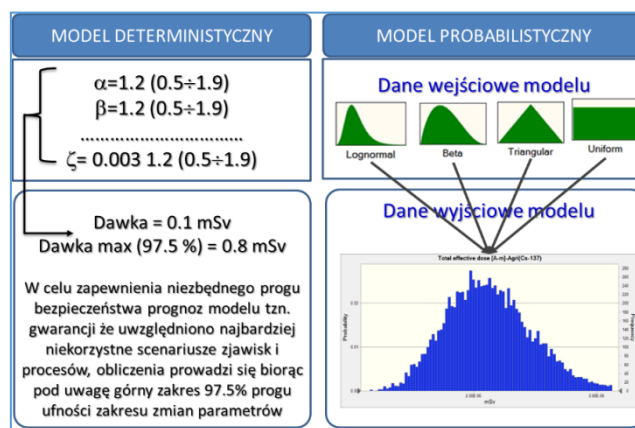 MODEL DETERMINISTYCZNY
α=1.2 (0.5÷1.9)
β=1.2 (0.5÷1.9)
.................................
ζ= 0.003 1.2 (0.5÷1.9)
Dawka = 0.1 mSv
Dawka max (97.5 %) = 0.8 mSv
W celu zapewnienia niezbędnego progu
bezpieczeństwa prognoz modelu tzn.
gwarancji że uwzględniono najbardziej
niekorzystne scenariusze zjawisk i
procesów, obliczenia prowadzi się biorąc
pod uwagę górny zakres 97.5% progu
ufności zakresu zmian parametrów
MODEL PROBABILISTYCZNY
Dane wejściowe modelu
Lognormal
Beta
Triangular
Uniform
Dane wyjściowe modelu
Total effective dose [A-n]-Agri(Cs-137)
Probability
Frequency
mSv